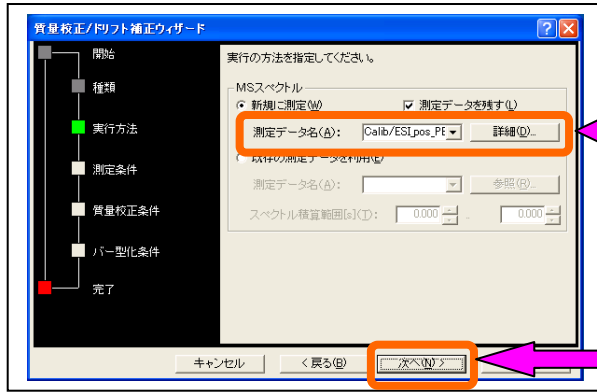 質量校正/ドリフト補正ウィザード
開始
種類
実行方法
測定条件
質量校正条件
バー型化条件
完了
実行の方法を指定してください。
MSスペクトル
新規に測定(W)
測定データを残す(L)
測定データ名(A):
Calib/ESI_pos_PE
詳細(D)...
既存の測定データを利用(E)
測定データ名(A):
参照(R)...
スペクトル積算範囲[s](T):
0.000
-
0.000
キャンセル
< 戻る(B)
次へ(N) >